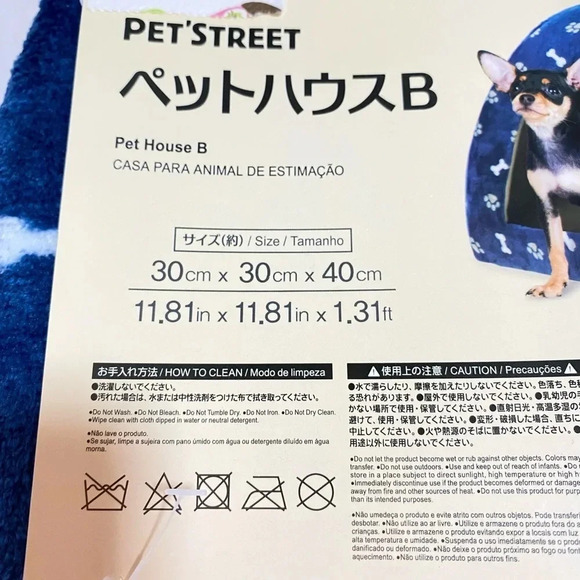 PET'STREET
ペットハウスB
Pet House B
CASA PARA ANIMAL DE ESTIMAÇÃO
サイズ(約) / Size / Tamanho
30cm x 30cm x 40cm
11.81in x 11.81in x 1.31ft
お手入れ方法 / HOW TO CLEAN / Modo de limpeza
●洗濯しないでください。
●汚れた場合は、水または中性洗剤をつけた布で拭き取ってください。
●Do Not Wash. ●Do Not Bleach. ●Do Not Tumble Dry. ●Do Not Iron. ●Do Not Dry Clean.
●Wipe clean with cloth dipped in water or neutral detergent.
●Não lave o produto.
●Se sujar, limpe a sujeira com pano úmido com água ou detergente diluído em água
morna.
⚠使用上の注意 / CAUTION / Precauções⚠
●水で濡らしたり、摩擦を加えたりしないでください。色落ち、色
る恐れがあります。●屋外で使用しないでください。●乳幼児の手
かない場所で使用・保管してください。●直射日光・高温多湿の
避けて、使用・保管してください。●変形・破損した場合、直ちに
中止してください。●火や熱源のそばに置かないでください。●
用途以外に使用しないでください。
●Do not let the product become wet or rub against other objects. Colors may
transfer. ●Do not use outdoors. ●Use and keep out of reach of infants. ●Do
store in a place subject to direct sunlight, high temperature or high h
●Immediately discontinue use if the product becomes deformed or damage
away from fire and other sources of heat. ●Do not use this product for purp
than its intended purposes.
●Não umedeça o produto e evite atrito com outros objetos. Pode transferi
desbotar. ●Não utilize ao ar livre. ●Utilize e armazene o produto fora do a
crianças. ●Utilize e armazene o produto evitando expor a locais com luz
alta temperatura e umidade. ●Suspenda o uso imediatamente se o produto
danificado ou deformado. ●Não deixe o produto próximo ao fogo ou font
aquecimento. ●Não utilize o produto para outros fins.